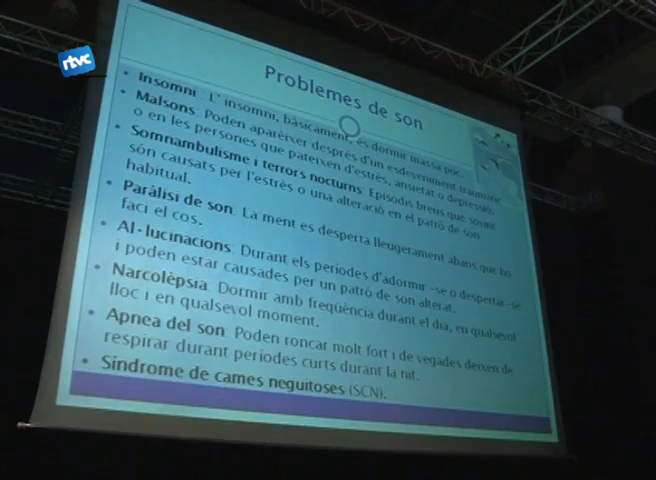 rtvc
Problemes de son
• Insomni: L' insomni, bàsicament, és dormir massa poc.
• Malsons: Poden aparèixer després d'un esdeveniment traumàtic
o en les persones que pateixen d'estrès, ansietat o depressió.
• Somnambulisme i terrors nocturns: Episodis breus que sovint
són causats per l'estrès o una alteració en el patró de son
habitual.
• Paràlisi de son: La ment es desperta lleugerament abans que ho
faci el cos.
• Al·lucinacions: Durant els períodes d'adormir –se o despertar–se
i poden estar causades per un patró de son alterat.
• Narcolèpsia: Dormir amb freqüència durant el dia, en qualsevol
lloc i en qualsevol moment.
• Apnea del son: Poden roncar molt fort i de vegades deixen de
respirar durant períodes curts durant la nit.
• Síndrome de cames neguitoses (SCN).